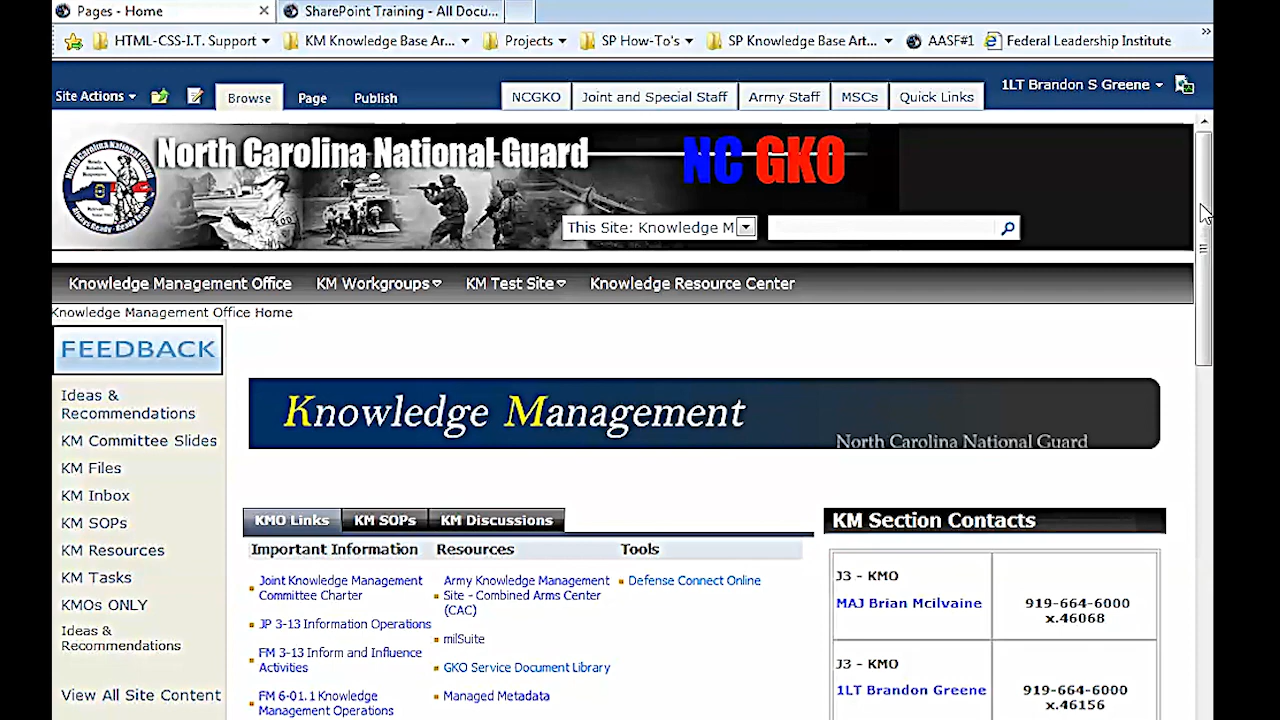 Pages - Home
SharePoint Training - All Docu...
HTML-CSS-I.T. Support
KM Knowledge Base Ar...
Projects
SP How-To's
SP Knowledge Base Art...
AASF#1
Federal Leadership Institute
Site Actions
Browse
Page
Publish
NCGKO
Joint and Special Staff
Army Staff
MSCs
Quick Links
1LT Brandon S Greene
North Carolina National Guard
NC GKO
This Site: Knowledge M
Knowledge Management Office
KM Workgroups
KM Test Site
Knowledge Resource Center
Knowledge Management Office Home
FEEDBACK
Ideas &
Recommendations
KM Committee Slides
KM Files
KM Inbox
KM SOPs
KM Resources
KM Tasks
KMOs ONLY
Ideas &
Recommendations
View All Site Content
Knowledge Management
North Carolina National Guard
KMO Links
KM SOPs
KM Discussions
Important Information
Joint Knowledge Management
Committee Charter
JP 3-13 Information Operations
FM 3-13 Inform and Influence
Activities
FM 6-01.1 Knowledge
Management Operations
Resources
Army Knowledge Management
Site - Combined Arms Center
(CAC)
milSuite
GKO Service Document Library
Managed Metadata
Tools
Defense Connect Online
KM Section Contacts
J3 - KMO
MAJ Brian Mcilvaine
919-664-6000
x.46068
J3 - KMO
1LT Brandon Greene
919-664-6000
x.46156